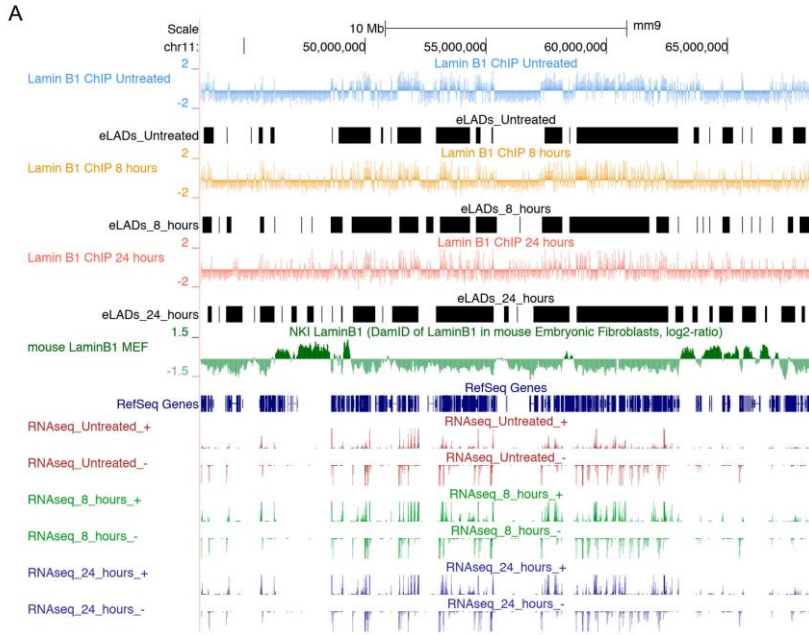 A
Scale 10 Mb mm9
chr11: 50,000,000 55,000,000 60,000,000 65,000,000
Lamin B1 ChIP Untreated
2
Lamin B1 ChIP Untreated
-2
eLADs_Untreated
eLADs_Untreated
Lamin B1 ChIP 8 hours
2
Lamin B1 ChIP 8 hours
-2
eLADs_8_hours
eLADs_8_hours
Lamin B1 ChIP 24 hours
2
Lamin B1 ChIP 24 hours
-2
eLADs_24_hours
eLADs_24_hours
NKI LaminB1 (DamID of LaminB1 in mouse Embryonic Fibroblasts, log2-ratio)
1.5
mouse LaminB1 MEF
-1.5
RefSeq Genes
RefSeq Genes
RNAseq_Untreated_+ RNAseq_Untreated_+
RNAseq_Untreated_- RNAseq_Untreated_-
RNAseq_8_hours_+ RNAseq_8_hours_+
RNAseq_8_hours_- RNAseq_8_hours_-
RNAseq_24_hours_+ RNAseq_24_hours_+
RNAseq_24_hours_- RNAseq_24_hours_-